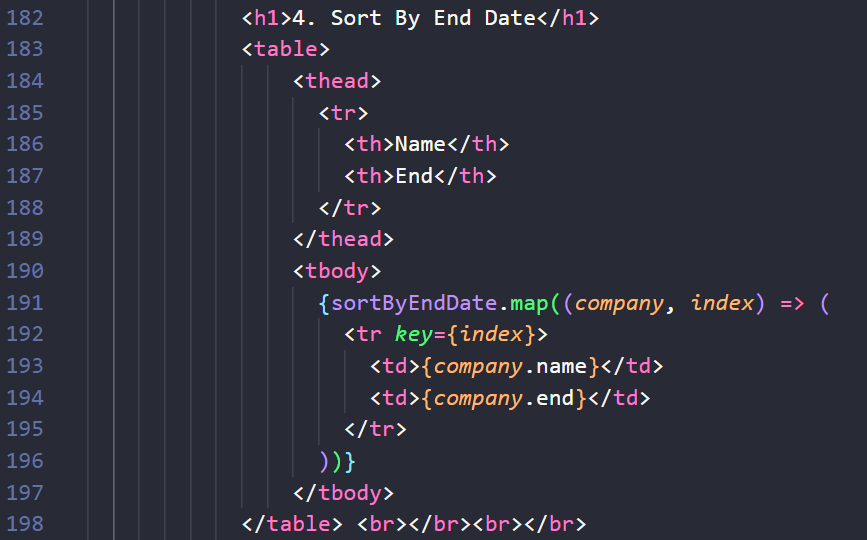 182 <h1>4. Sort By End Date</h1>
183 <table>
184 <thead>
185 <tr>
186 <th>Name</th>
187 <th>End</th>
188 </tr>
189 </thead>
190 <tbody>
191 {sortByEndDate.map((company, index) => (
192 <tr key={index}>
193 <td>{company.name}</td>
194 <td>{company.end}</td>
195 </tr>
196 ))}
197 </tbody>
198 </table> <br></br><br></br>